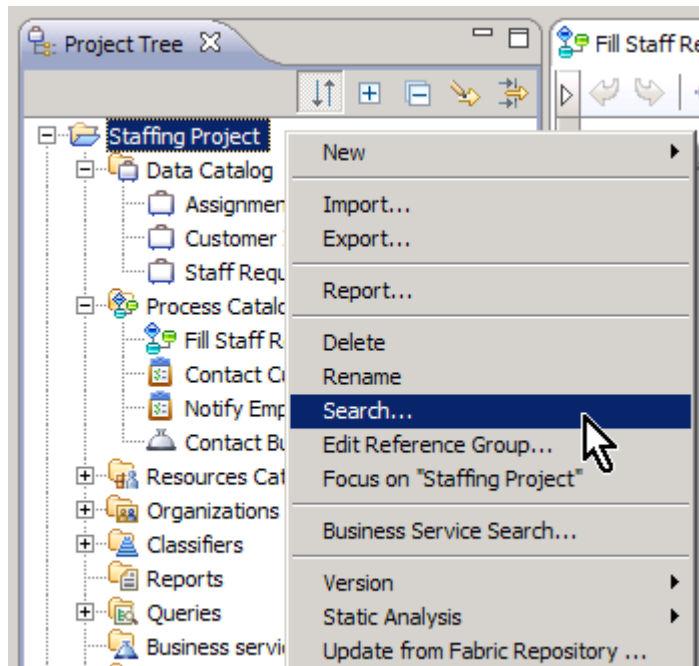 Project Tree
Fill Staff Re
Staffing Project
Data Catalog
Assignmen
Customer
Staff Requ
Process Catalo
Fill Staff R
Contact Cu
Notify Emp
Contact Bu
Resources Cat
Organizations
Classifiers
Reports
Queries
Business servi
New
Import...
Export...
Report...
Delete
Rename
Search...
Edit Reference Group...
Focus on "Staffing Project"
Business Service Search...
Version
Static Analysis
Update from Fabric Repository ...